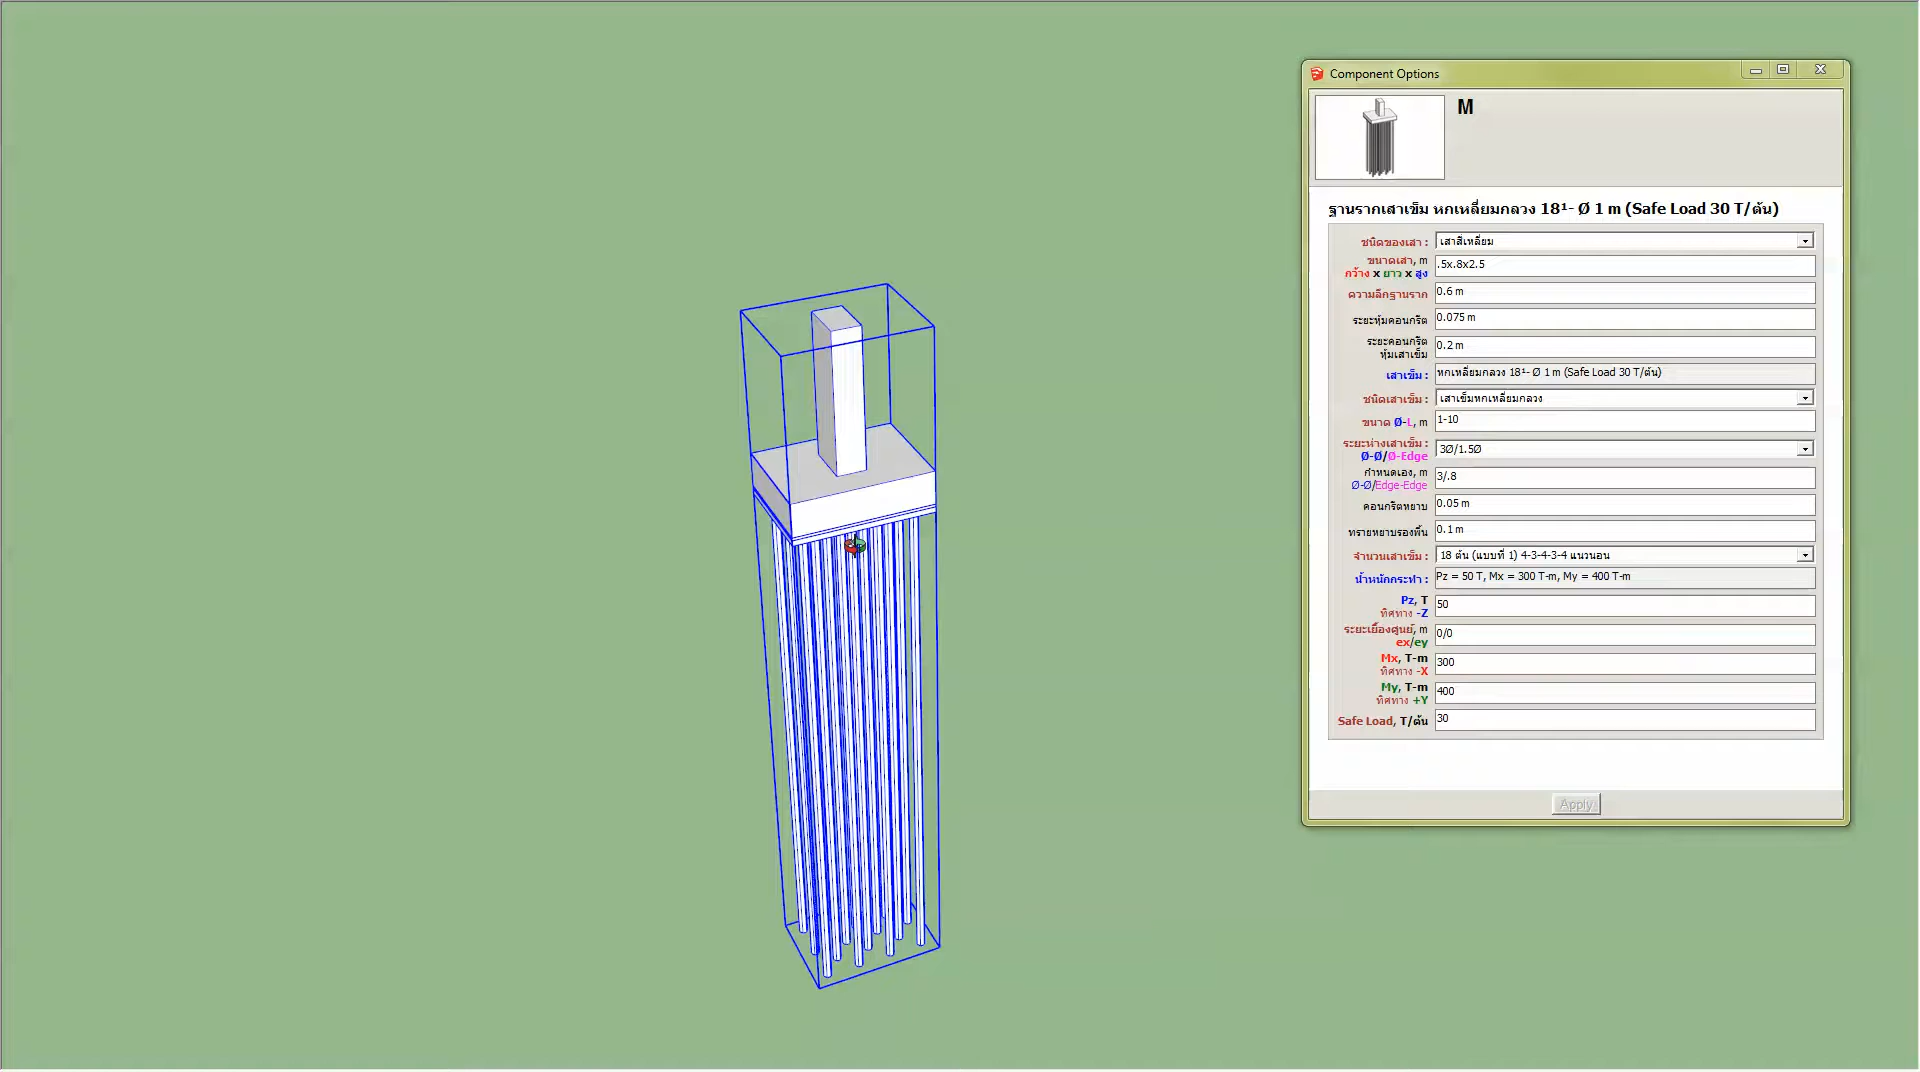 Component Options
M
ฐานรากเสาเข็ม หกเหลี่ยมกลวง 18¹- Ø 1 m (Safe Load 30 T/ต้น)
ชนิดของเสา : เสาสี่เหลี่ยม
ขนาดเสา, m
กว้าง x ยาว x สูง .5x.8x2.5
ความลึกฐานราก 0.6 m
ระยะหุ้มคอนกรีต 0.075 m
ระยะคอนกรีต
หุ้มเสาเข็ม 0.2 m
เสาเข็ม : หกเหลี่ยมกลวง 18¹- Ø 1 m (Safe Load 30 T/ต้น)
ชนิดเสาเข็ม : เสาเข็มหกเหลี่ยมกลวง
ขนาด Ø-L, m 1-10
ระยะห่างเสาเข็ม :
Ø-Ø/Ø-Edge 3Ø/1.5Ø
กำหนดเอง, m
Ø-Ø/Edge-Edge 3/.8
คอนกรีตหยาบ 0.05 m
ทรายหยาบรองพื้น 0.1 m
จำนวนเสาเข็ม : 18 ต้น (แบบที่ 1) 4-3-4-3-4 แนวนอน
น้ำหนักกระทำ : Pz = 50 T, Mx = 300 T-m, My = 400 T-m
Pz, T
ทิศทาง -Z 50
ระยะเยื้องศูนย์, m
ex/ey 0/0
Mx, T-m
ทิศทาง -X 300
My, T-m
ทิศทาง +Y 400
Safe Load, T/ต้น 30
Apply